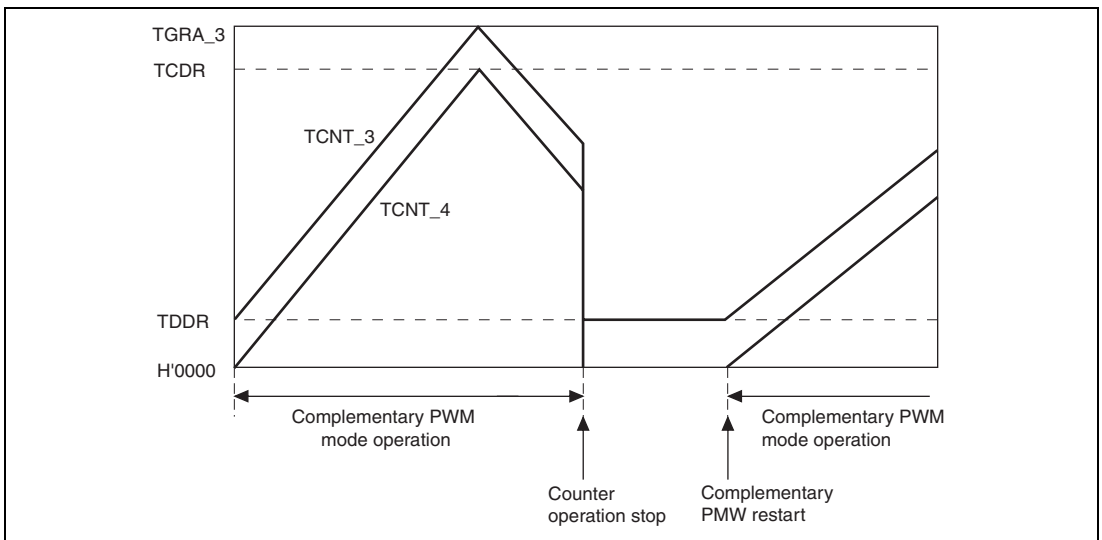 TGRA_3
TCDR
TCNT_3
TCNT_4
TDDR
H'0000
Complementary PWM
mode operation
Complementary PWM
mode operation
Counter
operation stop
Complementary
PMW restart